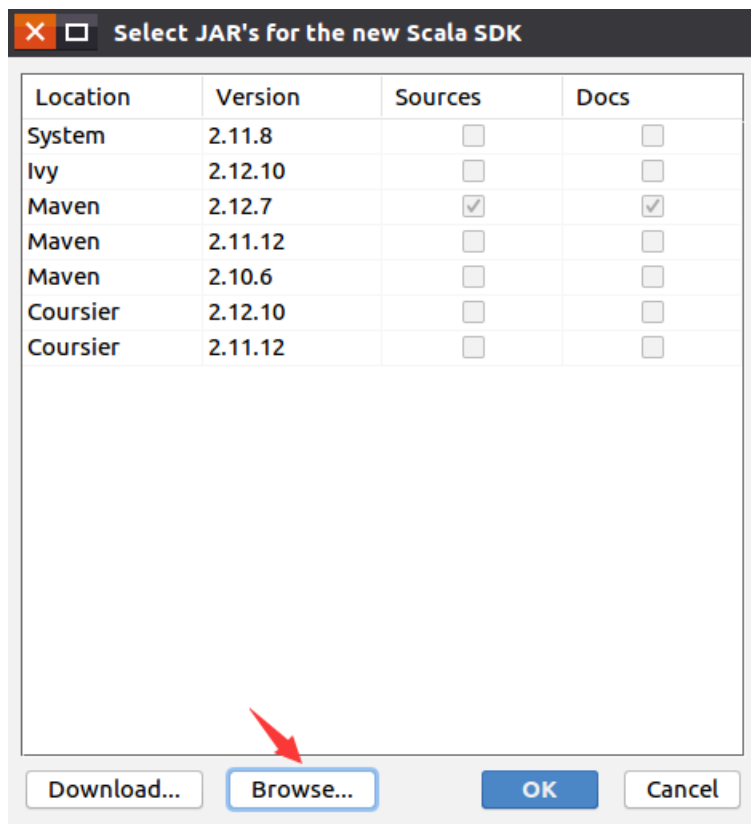 Select JAR's for the new Scala SDK
Location Version Sources Docs
System 2.11.8
Ivy 2.12.10
Maven 2.12.7
Maven 2.11.12
Maven 2.10.6
Coursier 2.12.10
Coursier 2.11.12
Download... Browse... OK Cancel